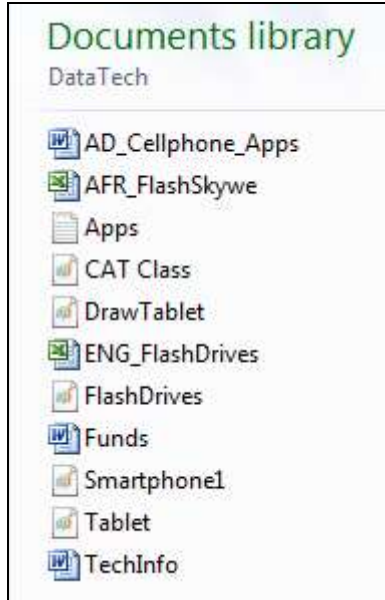 Documents library
DataTech
AD_Cellphone_Apps
AFR_FlashSkywe
Apps
CAT Class
DrawTablet
ENG_FlashDrives
FlashDrives
Funds
Smartphone1
Tablet
TechInfo